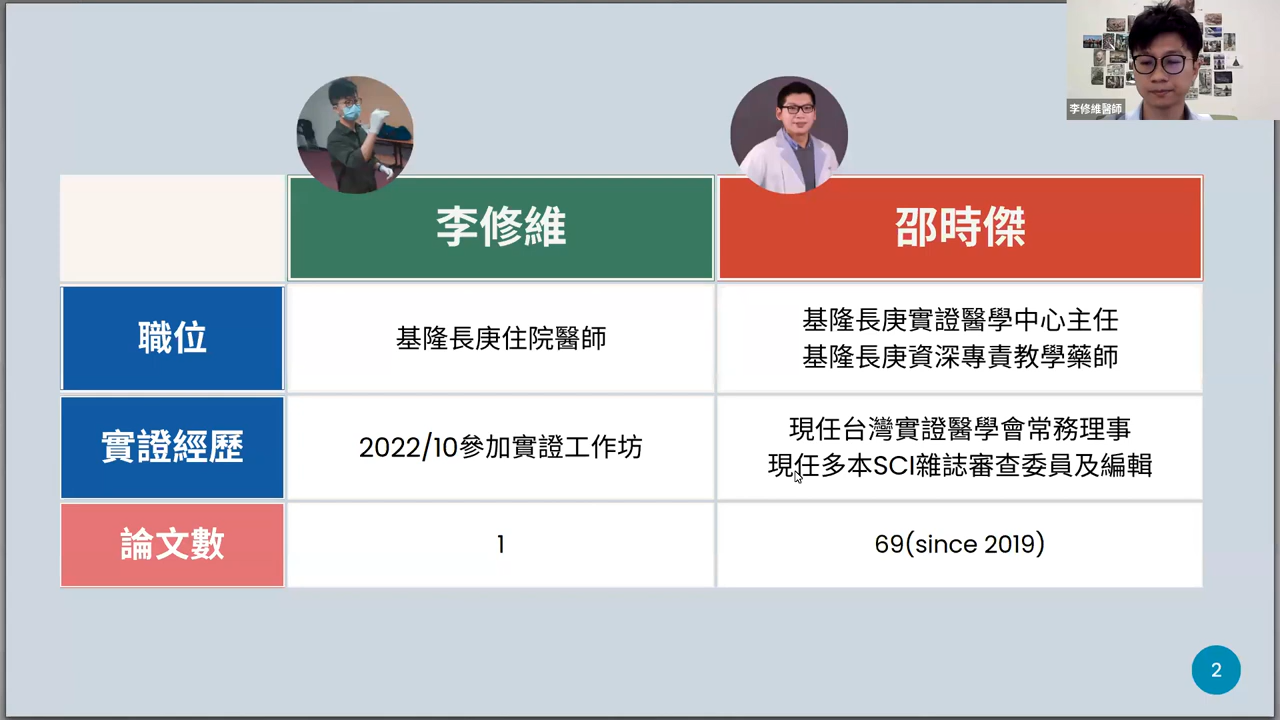 李修維醫師
李修維
邵時傑
職位
基隆長庚住院醫師
基隆長庚實證醫學中心主任
基隆長庚資深專責教學藥師
實證經歷
2022/10參加實證工作坊
現任台灣實證醫學會常務理事
現任多本SCI雜誌審查委員及編輯
論文數
1
69(since 2019)
2